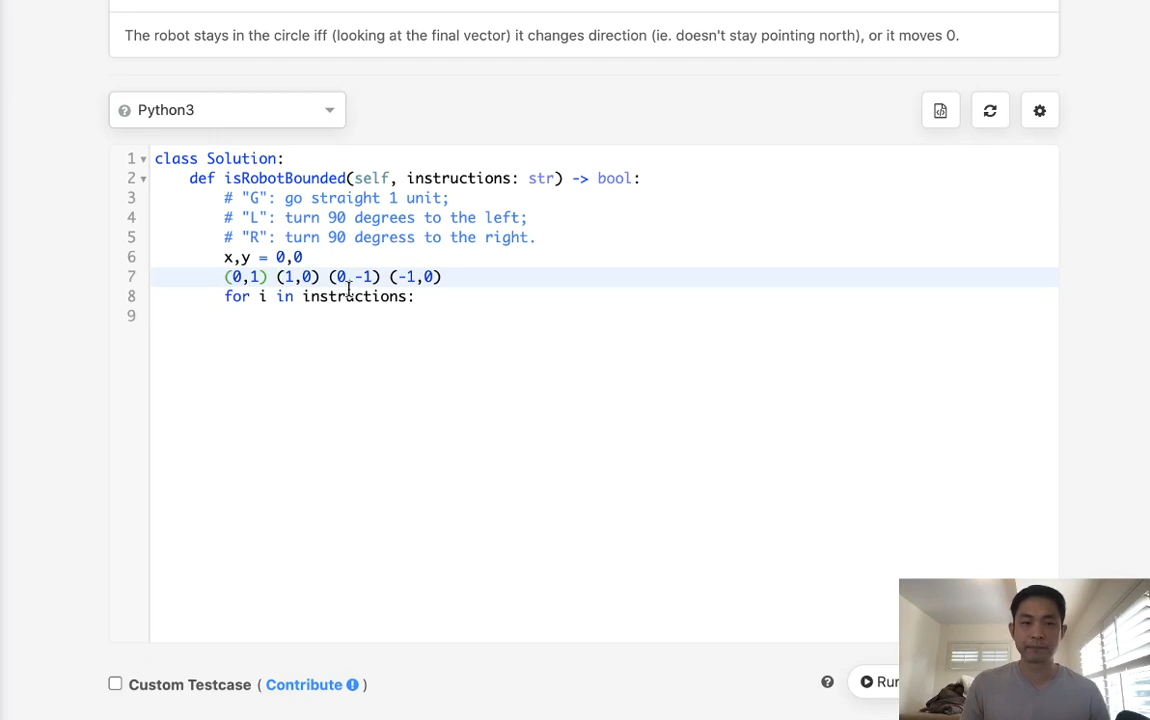 The robot stays in the circle iff (looking at the final vector) it changes direction (ie. doesn't stay pointing north), or it moves 0.
Python3
1 class Solution:
2 def isRobotBounded(self, instructions: str) -> bool:
3 # "G": go straight 1 unit;
4 # "L": turn 90 degrees to the left;
5 # "R": turn 90 degress to the right.
6 x,y = 0,0
7 (0,1) (1,0) (0,-1) (-1,0)
8 for i in instructions:
9
Custom Testcase ( Contribute )